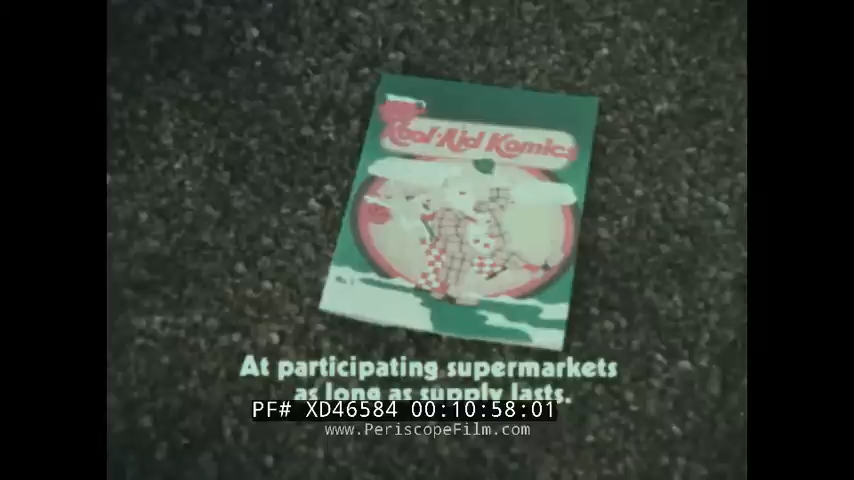 Kool-Aid Komics
At participating supermarkets
as long as supply lasts.
PF# XD46584 00:10:58:01
www.PeriscopeFilm.com